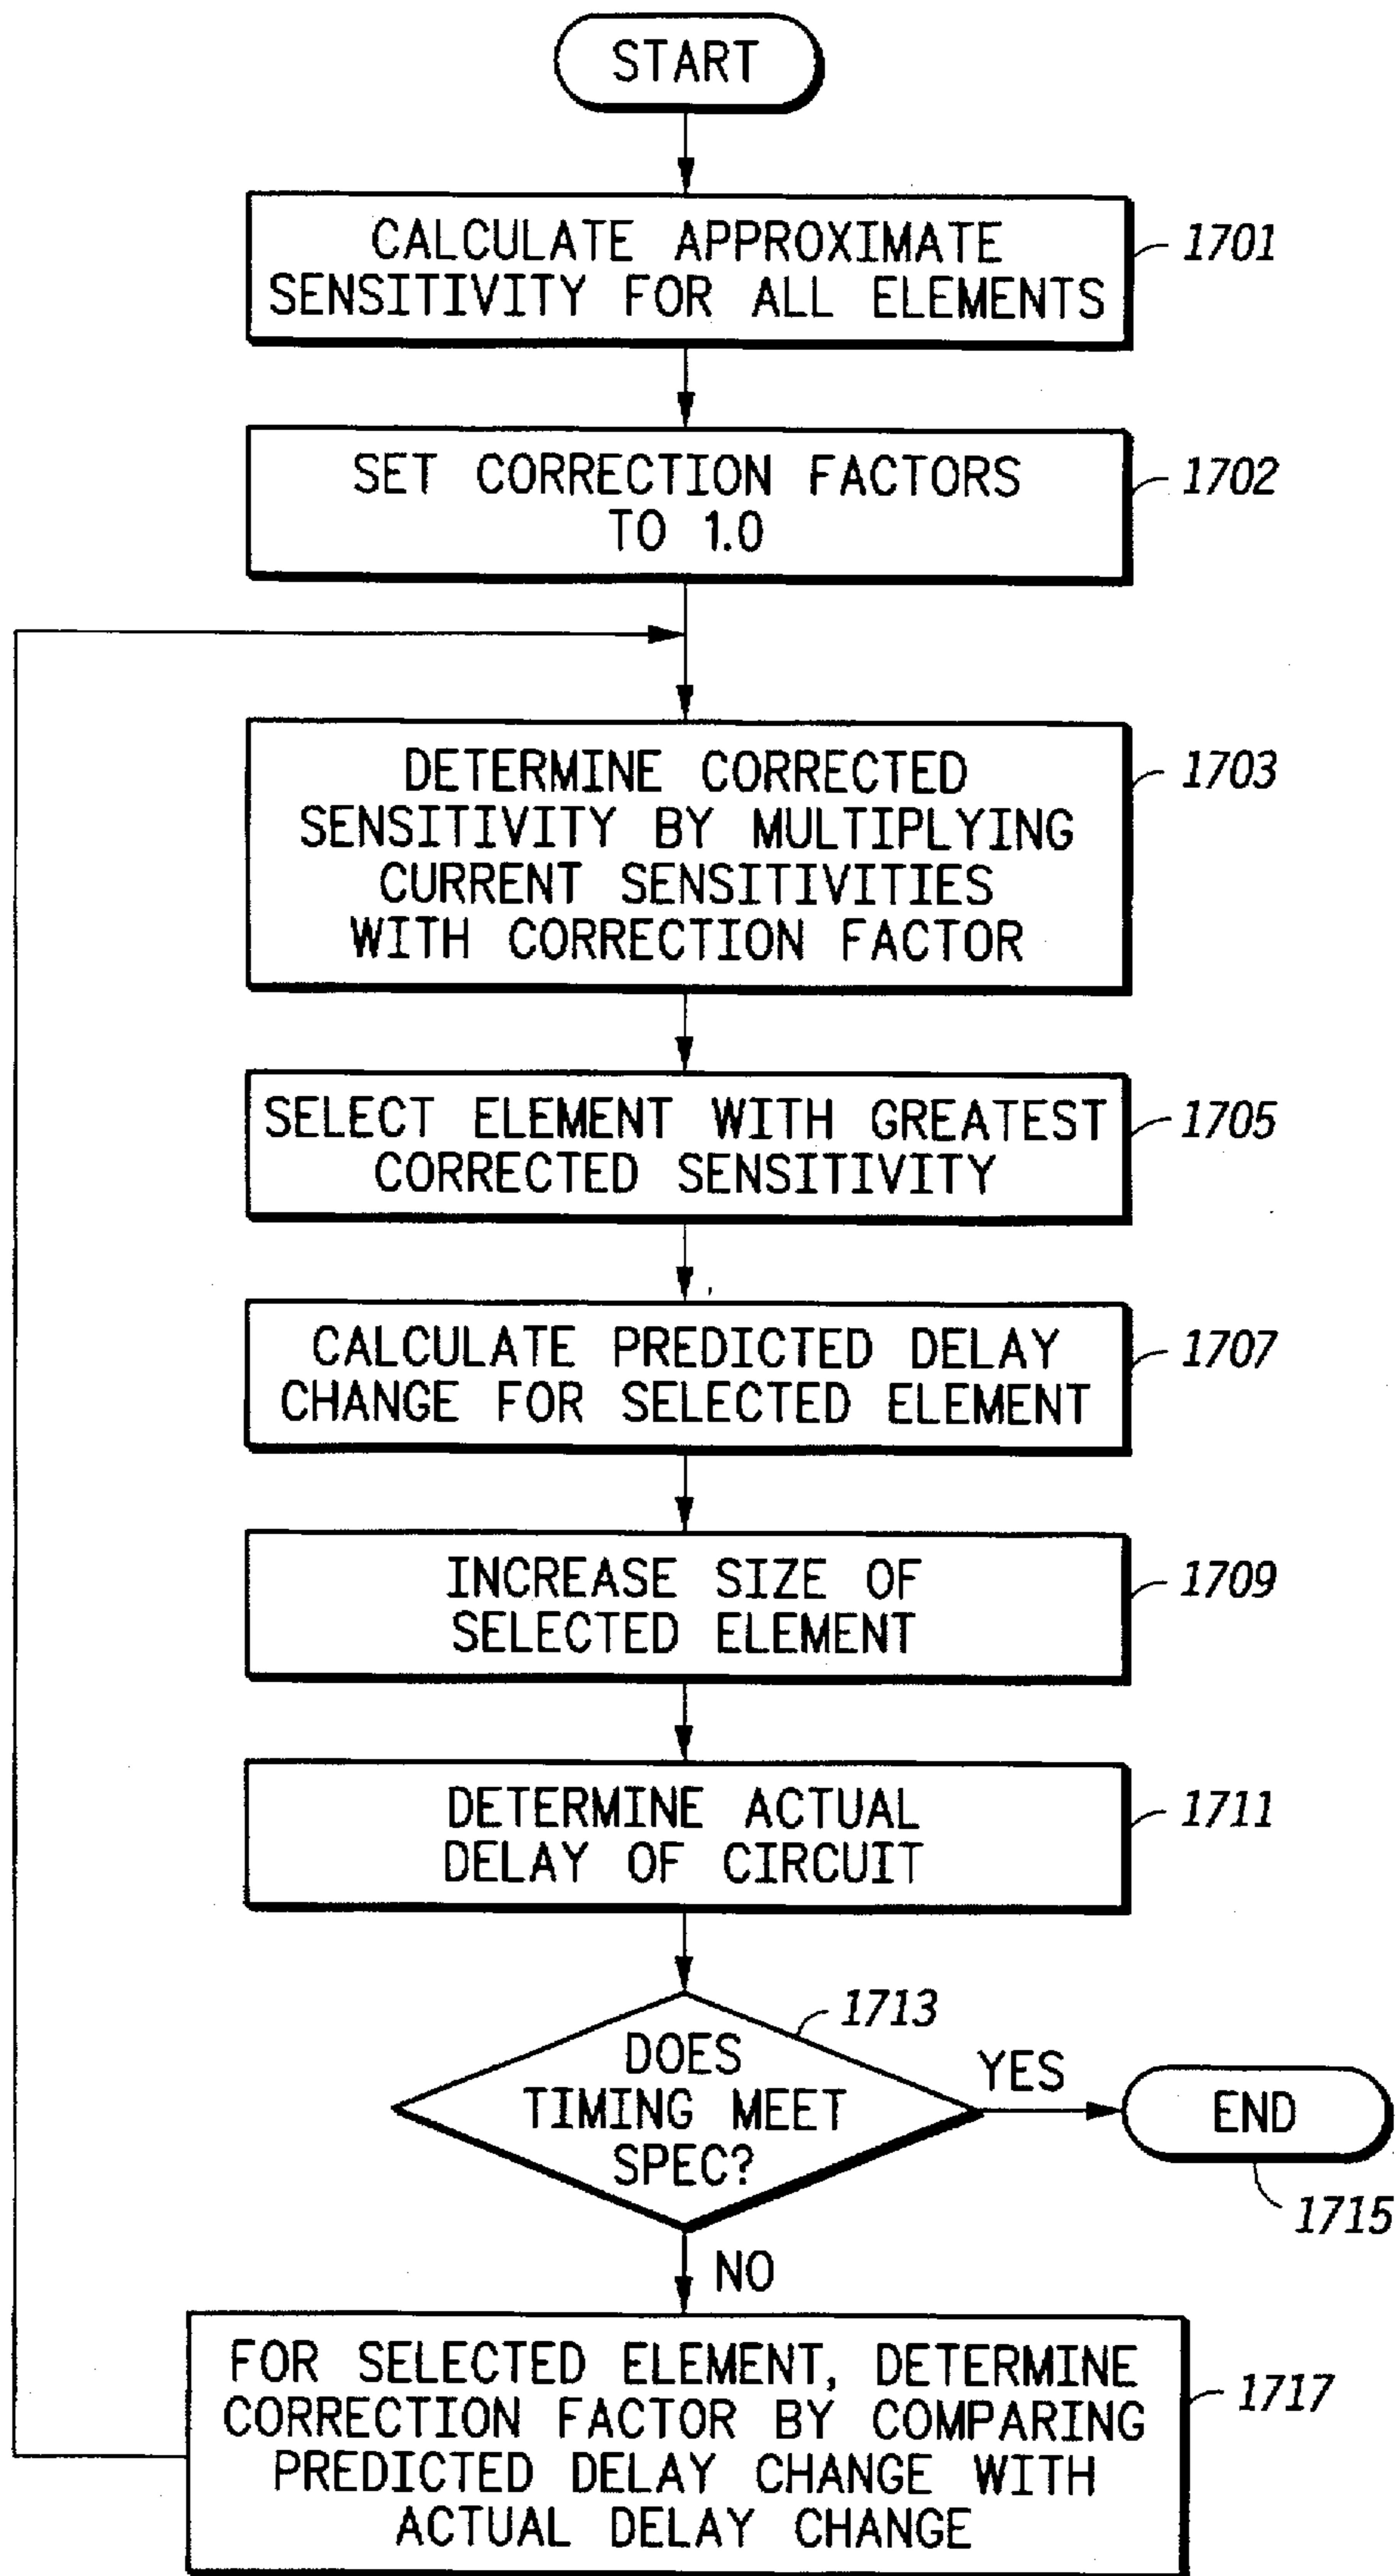 START
CALCULATE APPROXIMATE
SENSITIVITY FOR ALL ELEMENTS
1701
SET CORRECTION FACTORS
TO 1.0
1702
DETERMINE CORRECTED
SENSITIVITY BY MULTIPLYING
CURRENT SENSITIVITIES
WITH CORRECTION FACTOR
1703
SELECT ELEMENT WITH GREATEST
CORRECTED SENSITIVITY
1705
CALCULATE PREDICTED DELAY
CHANGE FOR SELECTED ELEMENT
1707
INCREASE SIZE OF
SELECTED ELEMENT
1709
DETERMINE ACTUAL
DELAY OF CIRCUIT
1711
1713
DOES
TIMING MEET
SPEC?
YES
END
1715
NO
FOR SELECTED ELEMENT, DETERMINE
CORRECTION FACTOR BY COMPARING
PREDICTED DELAY CHANGE WITH
ACTUAL DELAY CHANGE
1717